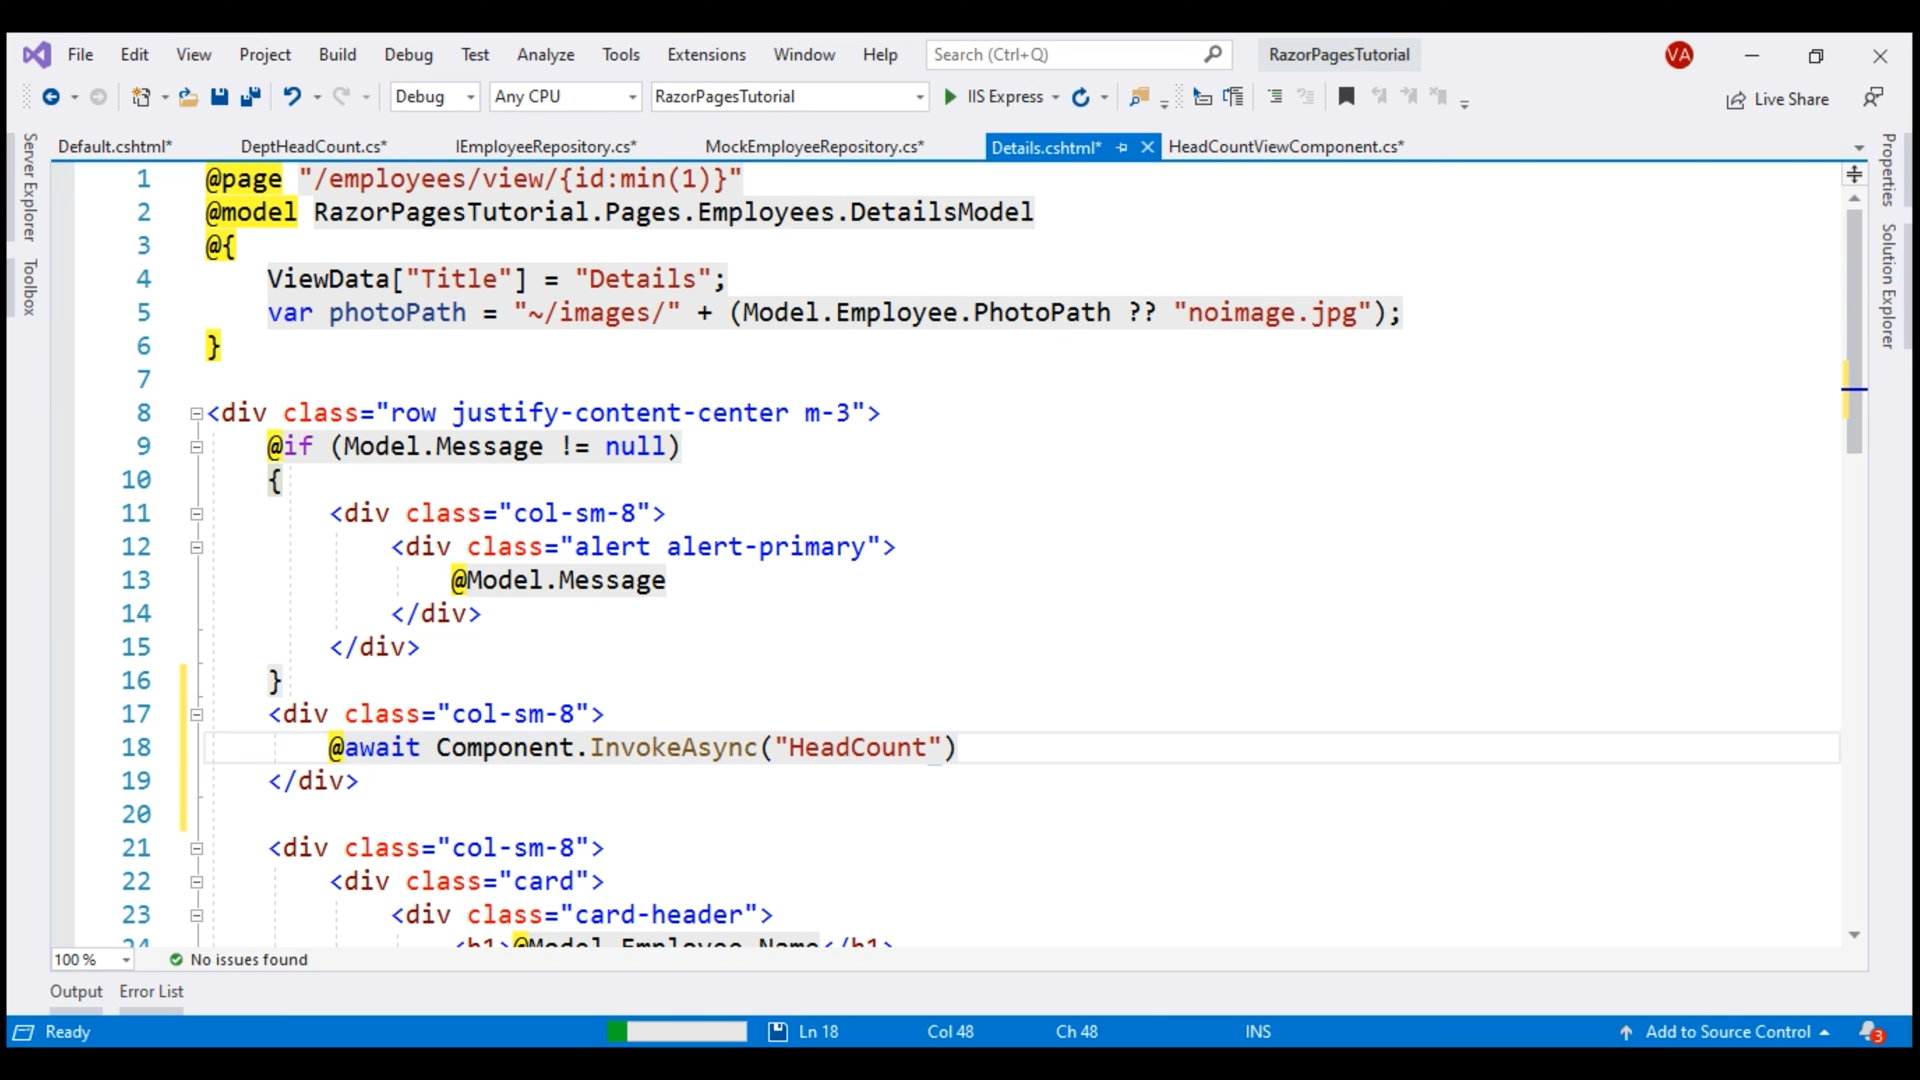 File Edit View Project Build Debug Test Analyze Tools Extensions Window Help Search (Ctrl+Q) RazorPagesTutorial VA
Debug Any CPU RazorPagesTutorial IIS Express Live Share
Default.cshtml* DeptHeadCount.cs* IEmployeeRepository.cs* MockEmployeeRepository.cs* Details.cshtml* HeadCountViewComponent.cs*
Server Explorer
Toolbox
Properties
Solution Explorer
1 @page "/employees/view/{id:min(1)}"
2 @model RazorPagesTutorial.Pages.Employees.DetailsModel
3 @{
4 ViewData["Title"] = "Details";
5 var photoPath = "~/images/" + (Model.Employee.PhotoPath ?? "noimage.jpg");
6 }
7
8 <div class="row justify-content-center m-3">
9 @if (Model.Message != null)
10 {
11 <div class="col-sm-8">
12 <div class="alert alert-primary">
13 @Model.Message
14 </div>
15 </div>
16 }
17 <div class="col-sm-8">
18 @await Component.InvokeAsync("HeadCount")
19 </div>
20
21 <div class="col-sm-8">
22 <div class="card">
23 <div class="card-header">
24 <h1>@Model.Employee.Name</h1>
100 % No issues found
Output Error List
Ready Ln 18 Col 48 Ch 48 INS Add to Source Control 3